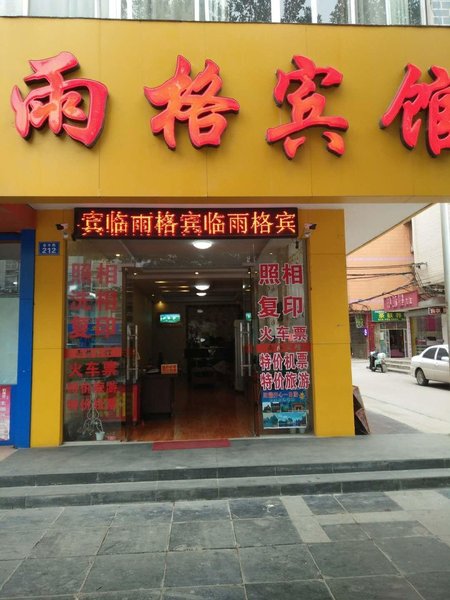 雨格宾馆
宾临雨格宾临雨格宾
212
照相
复印
火车票
特价机票
特价旅游
照相
复印
火车票